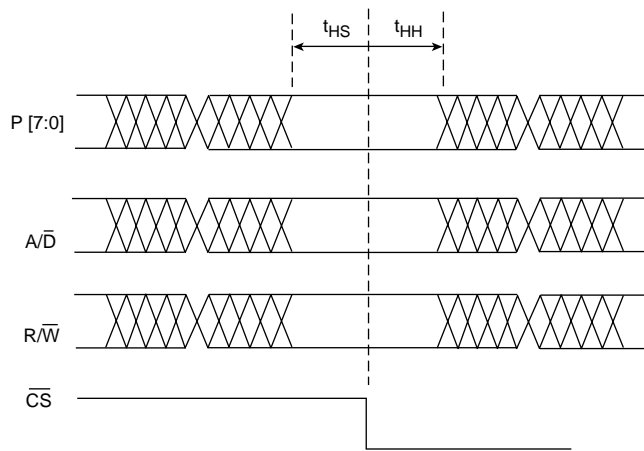 tHS tHH
P [7:0]
A/D̅
R/W̅
C̅S̅